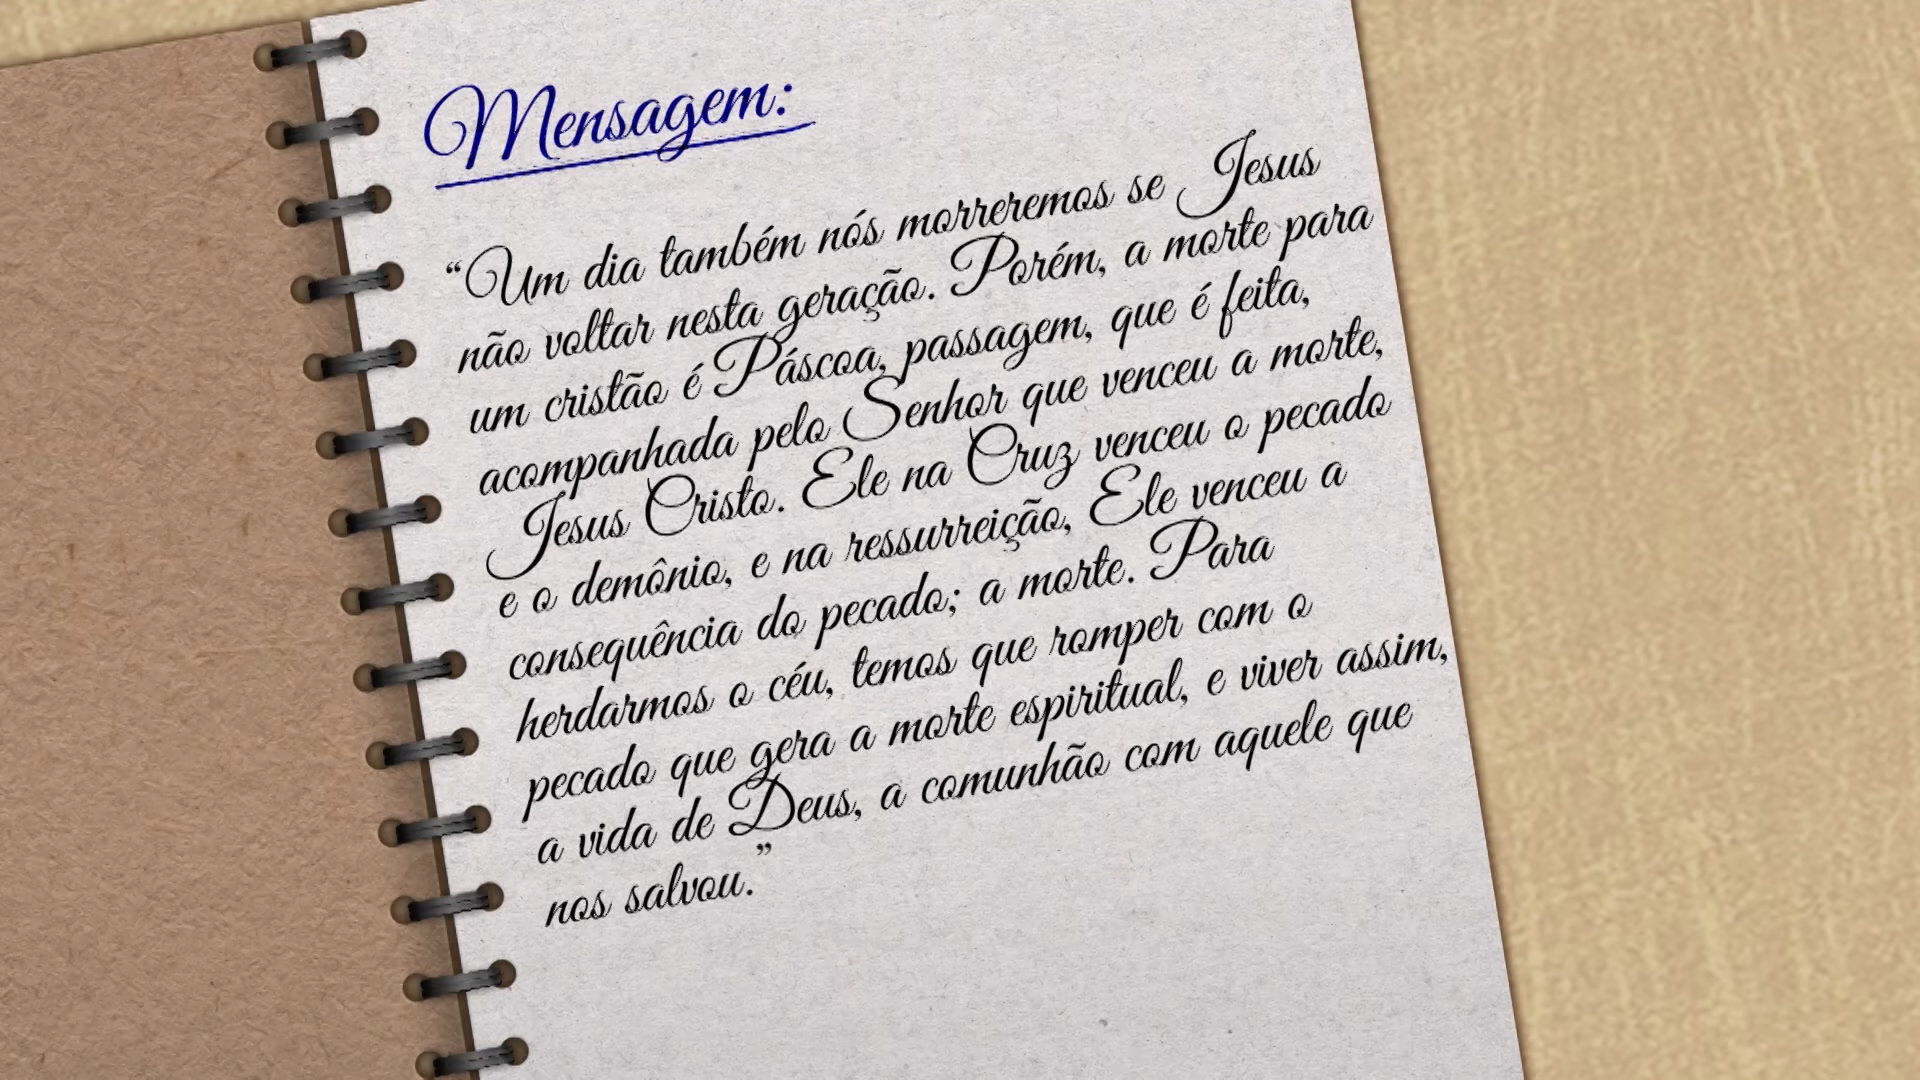 Mensagem:
“Um dia também nós morreremos se Jesus
não voltar nesta geração. Porém, a morte para
um cristão é Páscoa, passagem, que é feita,
acompanhada pelo Senhor que venceu a morte,
Jesus Cristo. Ele na Cruz venceu o pecado
e o demônio, e na ressurreição, Ele venceu a
consequência do pecado; a morte. Para
herdarmos o céu, temos que romper com o
pecado que gera a morte espiritual, e viver assim,
a vida de Deus, a comunhão com aquele que
nos salvou.”